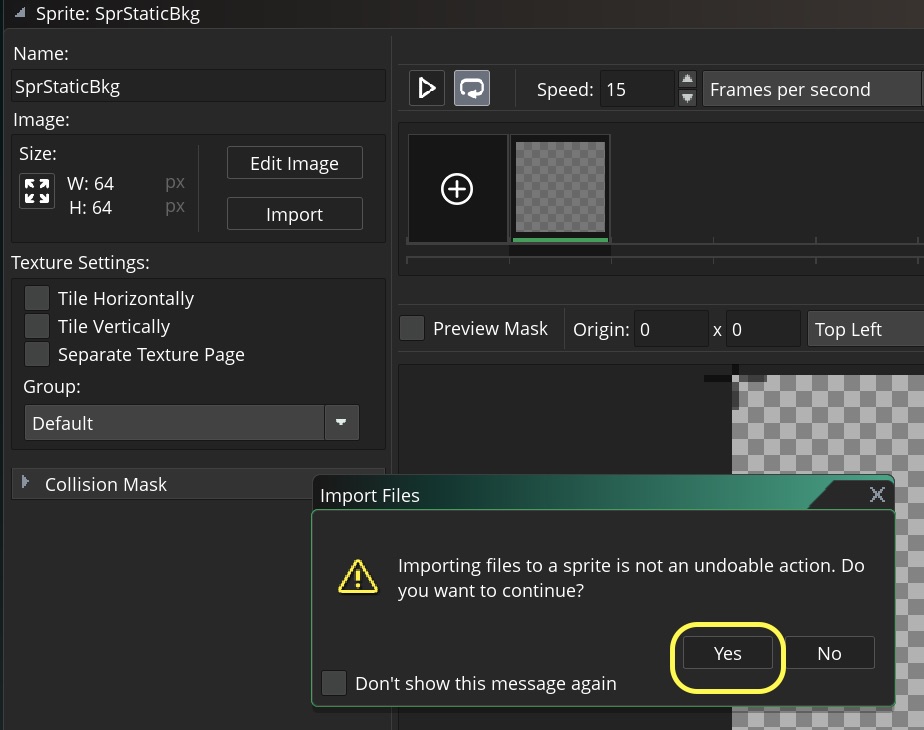 Sprite: SprStaticBkg
Name:
SprStaticBkg
Image:
Size:
W: 64 px
H: 64 px
Edit Image
Import
Texture Settings:
Tile Horizontally
Tile Vertically
Separate Texture Page
Group:
Default
Collision Mask
Speed: 15 Frames per second
Preview Mask Origin: 0 x 0 Top Left
Import Files
Importing files to a sprite is not an undoable action. Do
you want to continue?
Yes No
Don't show this message again